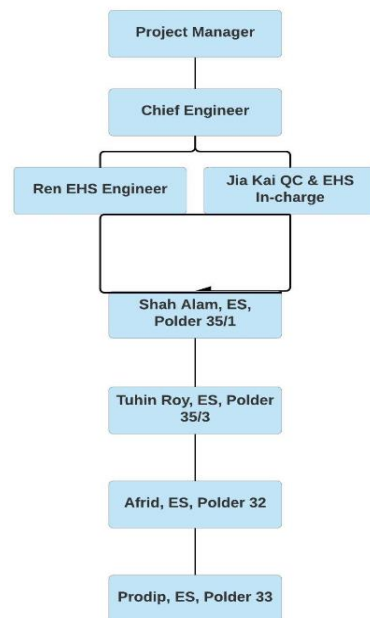 Project Manager
Chief Engineer
Ren EHS Engineer
Jia Kai QC & EHS
In-charge
Shah Alam, ES,
Polder 35/1
Tuhin Roy, ES, Polder
35/3
Afrid, ES, Polder 32
Prodip, ES, Polder 33